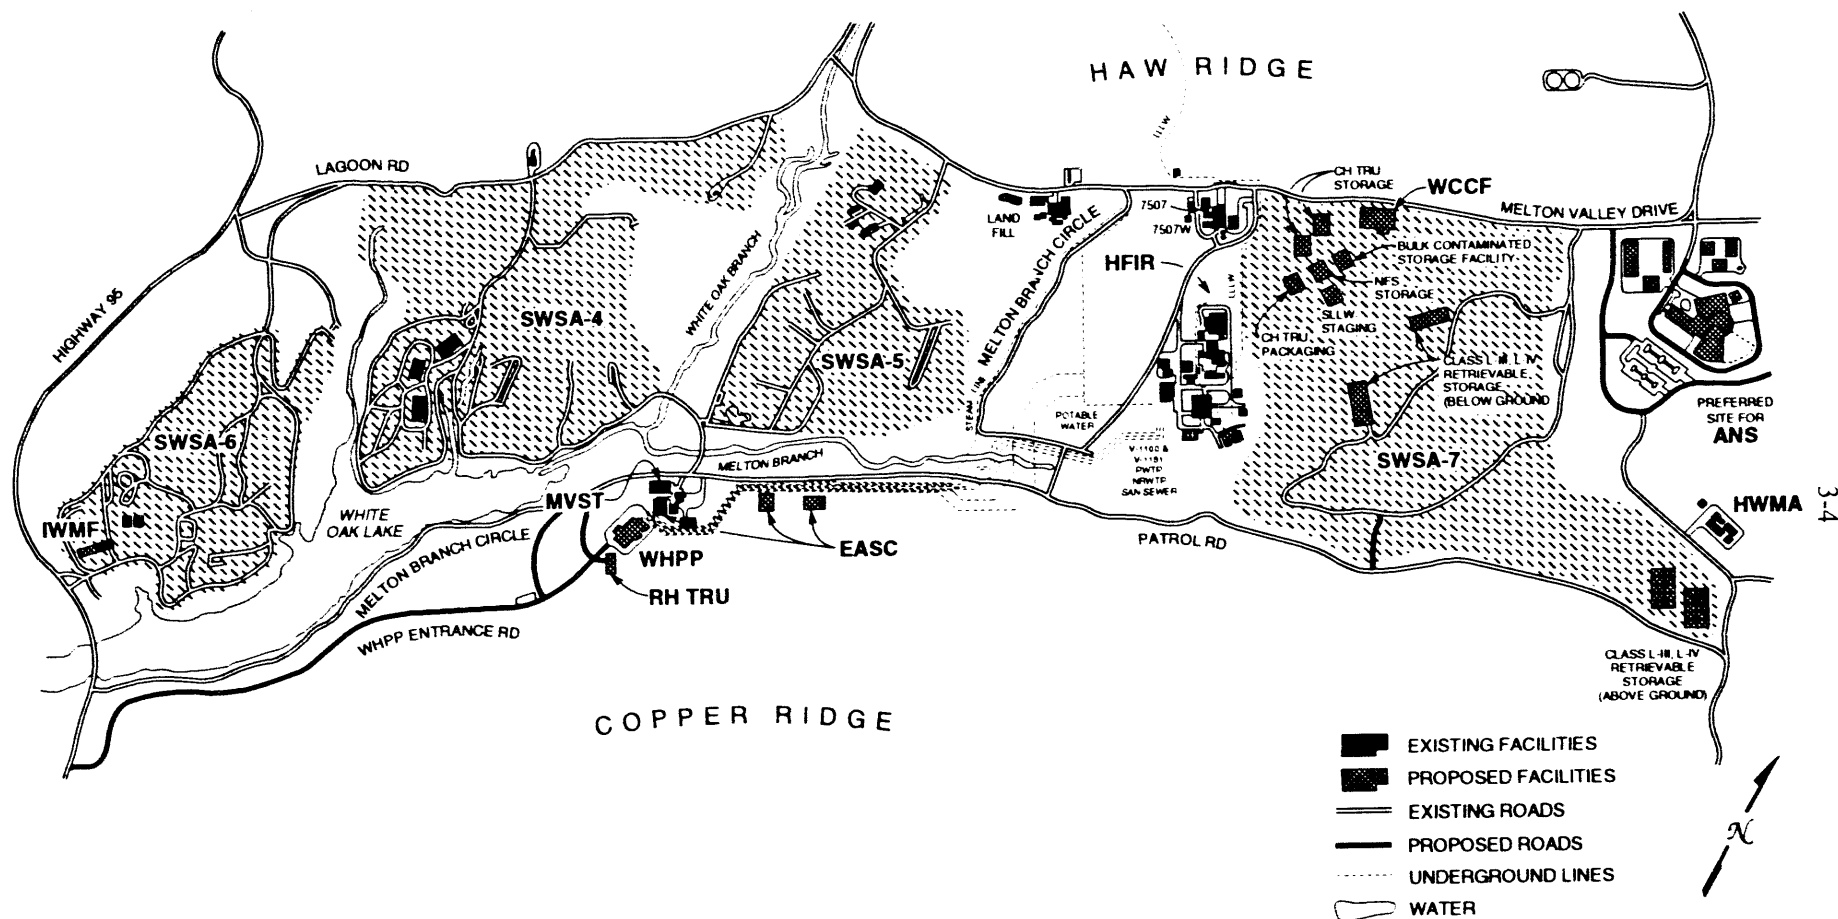 HAW RIDGE
LLLW
LAGOON RD
CH TRU
STORAGE
WCCF
MELTON VALLEY DRIVE
LAND
FILL
7507
7507W
MELTON BRANCH CIRCLE
HFIR
LLLW
BULK CONTAMINATED
STORAGE FACILITY
NFS
STORAGE
SLLW
STAGING
CH TRU
PACKAGING
HIGHWAY 95
WHITE OAK BRANCH
SWSA-4
SWSA-5
CLASS L-III, L-IV
RETRIEVABLE
STORAGE
(BELOW GROUND
PREFERRED
SITE FOR
ANS
STEAM LINE
POTABLE
WATER
SWSA-6
MELTON BRANCH
V-1100 &
V-1101
PWTP
NRWTP
SAN SEWER
SWSA-7
3-4
HWMA
IWMF
WHITE
OAK LAKE
MVST
MELTON BRANCH CIRCLE
WHPP
EASC
PATROL RD
RH TRU
WHPP ENTRANCE RD
CLASS L-III, L-IV
RETRIEVABLE
STORAGE
(ABOVE GROUND)
COPPER RIDGE
EXISTING FACILITIES
PROPOSED FACILITIES
EXISTING ROADS
PROPOSED ROADS
UNDERGROUND LINES
WATER
N